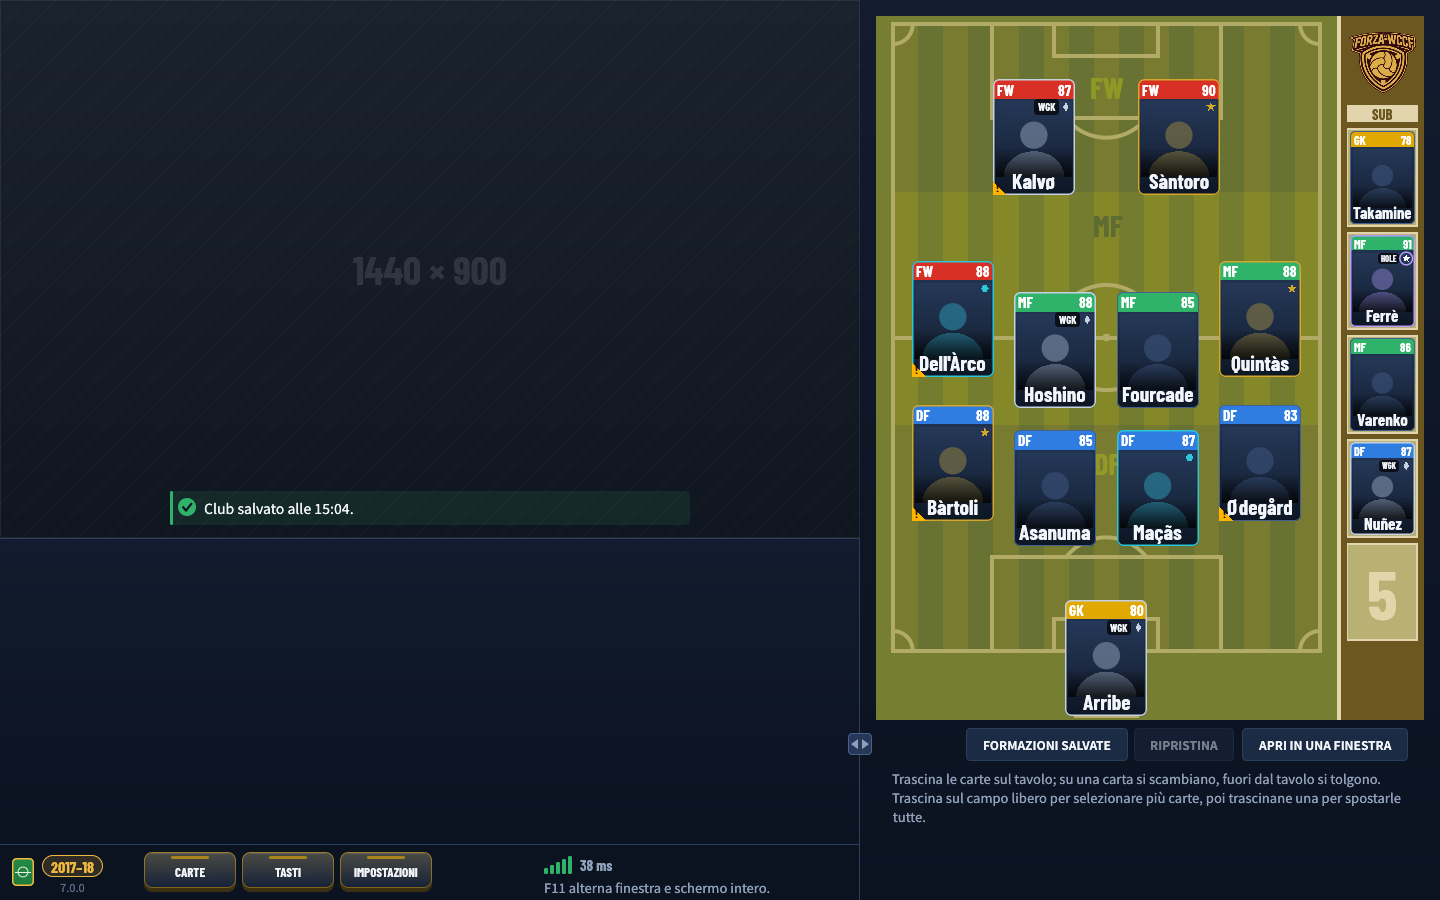 1440 × 900
Club salvato alle 15:04.
2017-18
7.0.0
CARTE
TASTI
IMPOSTAZIONI
38 ms
F11 alterna finestra e schermo intero.
FW
FW 87
WGK
Kalvø
FW 90
Sàntoro
MF
FW 88
Dell'Àrco
MF 88
WGK
Hoshino
MF 85
Fourcade
MF 88
Quintàs
DF
DF 88
Bàrtoli
DF 85
Asanuma
DF 87
Maçãs
DF 83
Ødegård
GK 80
WGK
Arribe
FORZA-WCCF
SUB
GK 78
Takamine
MF 91
HOLE
Ferrè
MF 86
Varenko
DF 87
WGK
Nuñez
5
FORMAZIONI SALVATE
RIPRISTINA
APRI IN UNA FINESTRA
Trascina le carte sul tavolo; su una carta si scambiano, fuori dal tavolo si tolgono.
Trascina sul campo libero per selezionare più carte, poi trascinane una per spostarle
tutte.